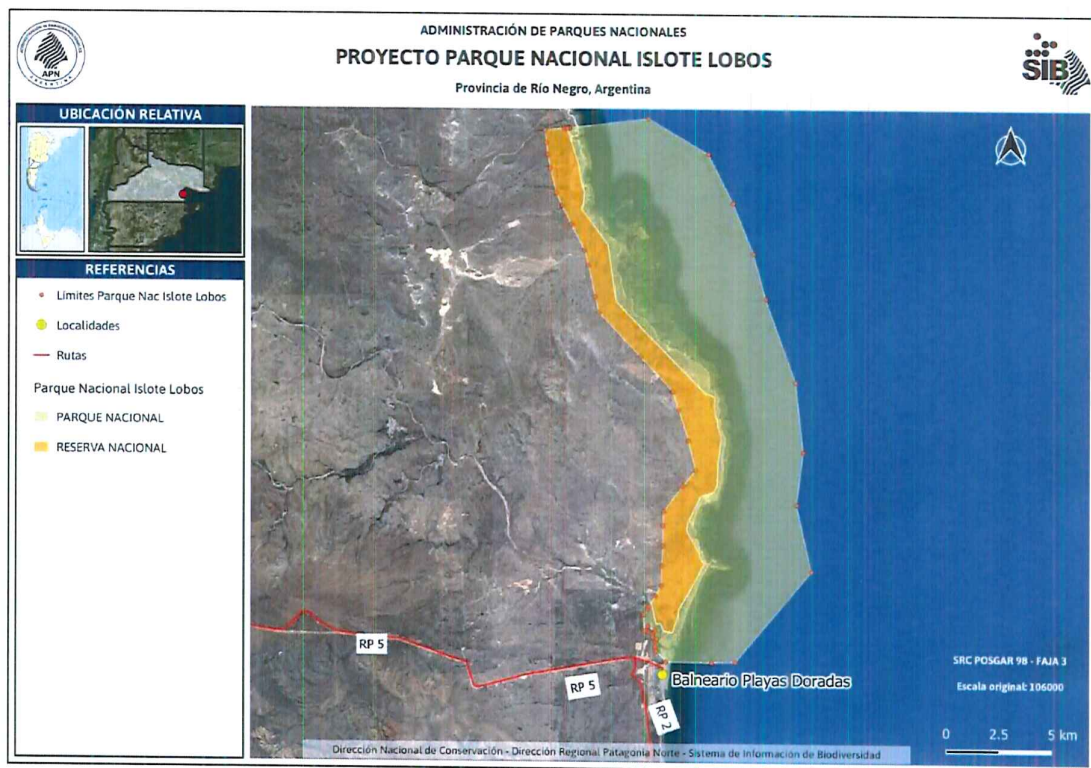 ADMINISTRACIÓN DE PARQUES NACIONALES
PROYECTO PARQUE NACIONAL ISLOTE LOBOS
Provincia de Río Negro, Argentina
APN
SIB
UBICACIÓN RELATIVA
REFERENCIAS
Limites Parque Nac Islote Lobos
Localidades
Rutas
Parque Nacional Islote Lobos
PARQUE NACIONAL
RESERVA NACIONAL
RP 5
RP 5
RP 2
Balneario Playas Doradas
SRC POSGAR 98 - FAJA 3
Escala original: 106000
0 2.5 5 km
Dirección Nacional de Conservación - Dirección Regional Patagonia Norte - Sistema de Información de Biodiversidad